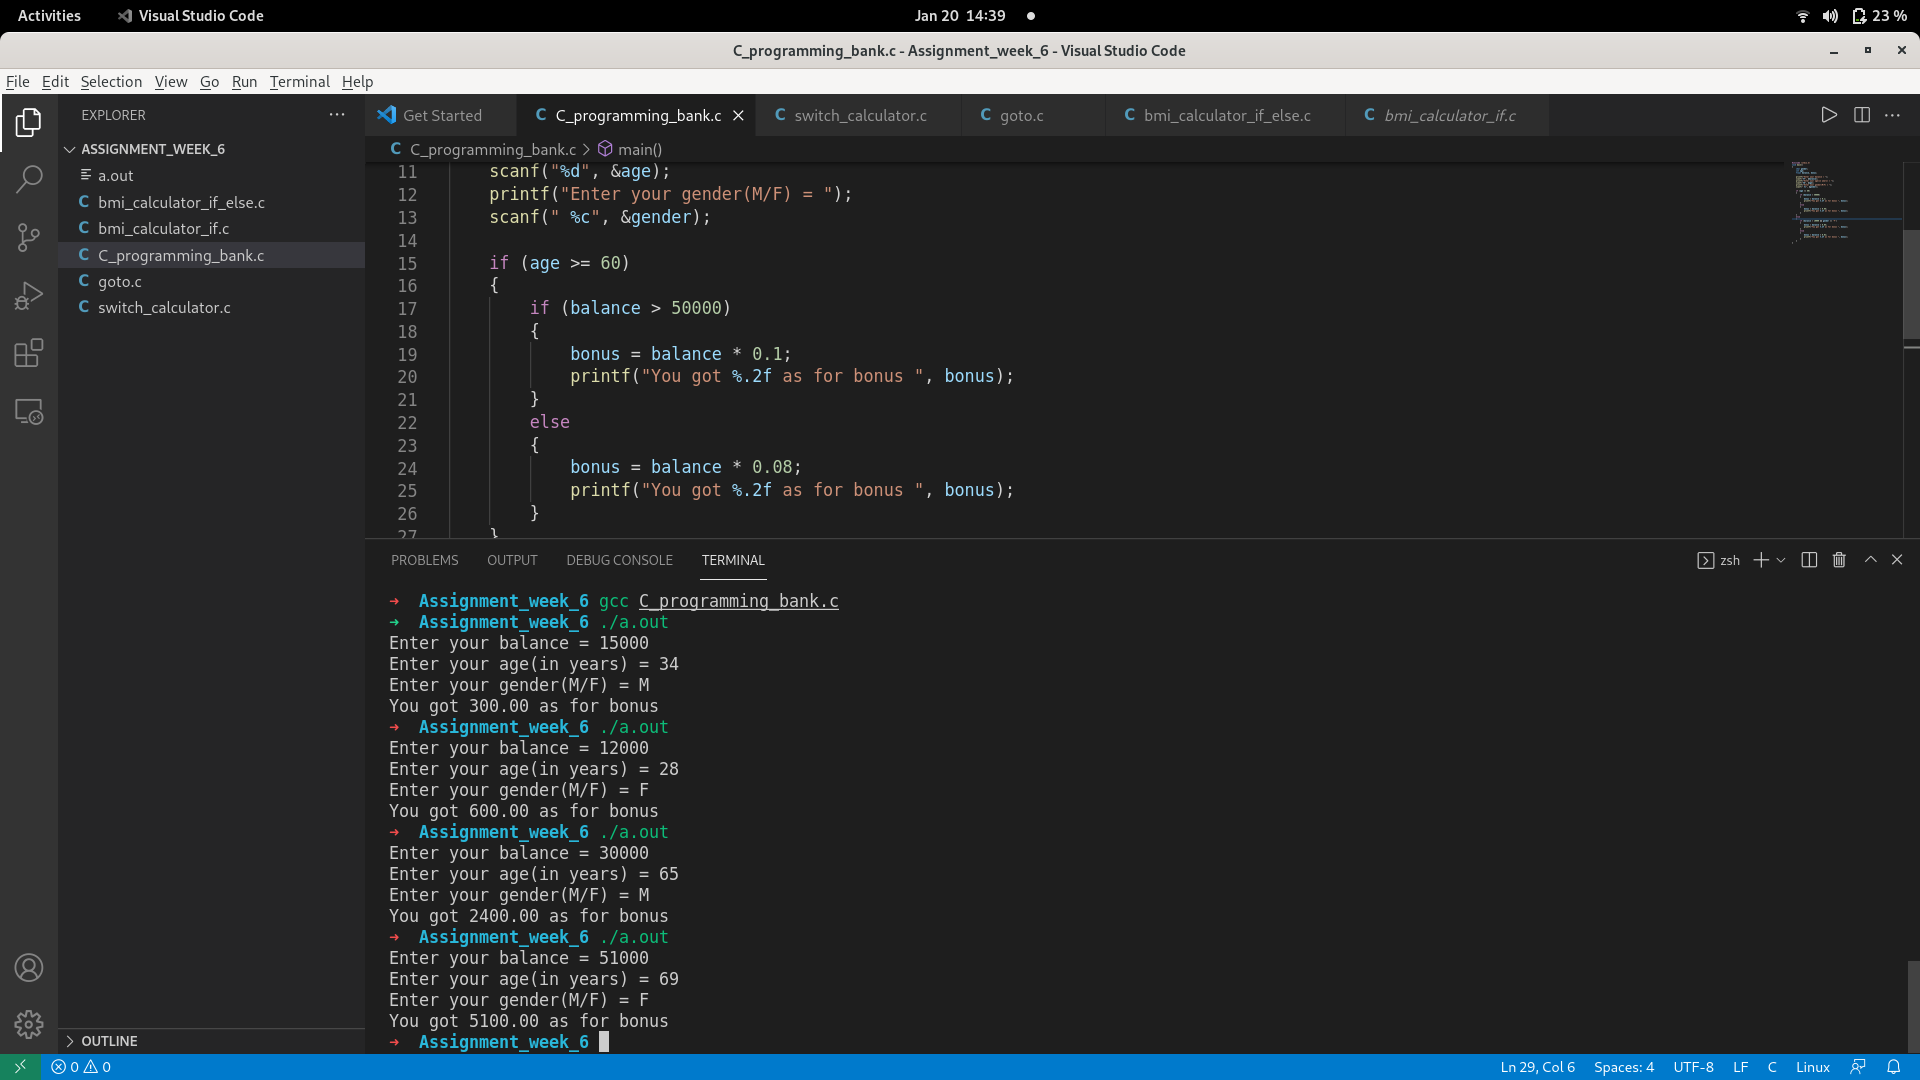 Activities Visual Studio Code Jan 20 14:39 23 %
C_programming_bank.c - Assignment_week_6 - Visual Studio Code
File Edit Selection View Go Run Terminal Help
EXPLORER
ASSIGNMENT_WEEK_6
a.out
bmi_calculator_if_else.c
bmi_calculator_if.c
C_programming_bank.c
goto.c
switch_calculator.c
OUTLINE
Get Started C_programming_bank.c switch_calculator.c goto.c bmi_calculator_if_else.c bmi_calculator_if.c
C_programming_bank.c > main()
11 scanf("%d", &age);
12 printf("Enter your gender(M/F) = ");
13 scanf(" %c", &gender);
14
15 if (age >= 60)
16 {
17 if (balance > 50000)
18 {
19 bonus = balance * 0.1;
20 printf("You got %.2f as for bonus ", bonus);
21 }
22 else
23 {
24 bonus = balance * 0.08;
25 printf("You got %.2f as for bonus ", bonus);
26 }
27 }
PROBLEMS OUTPUT DEBUG CONSOLE TERMINAL zsh
➜ Assignment_week_6 gcc C_programming_bank.c
➜ Assignment_week_6 ./a.out
Enter your balance = 15000
Enter your age(in years) = 34
Enter your gender(M/F) = M
You got 300.00 as for bonus
➜ Assignment_week_6 ./a.out
Enter your balance = 12000
Enter your age(in years) = 28
Enter your gender(M/F) = F
You got 600.00 as for bonus
➜ Assignment_week_6 ./a.out
Enter your balance = 30000
Enter your age(in years) = 65
Enter your gender(M/F) = M
You got 2400.00 as for bonus
➜ Assignment_week_6 ./a.out
Enter your balance = 51000
Enter your age(in years) = 69
Enter your gender(M/F) = F
You got 5100.00 as for bonus
➜ Assignment_week_6
0 0 Ln 29, Col 6 Spaces: 4 UTF-8 LF C Linux